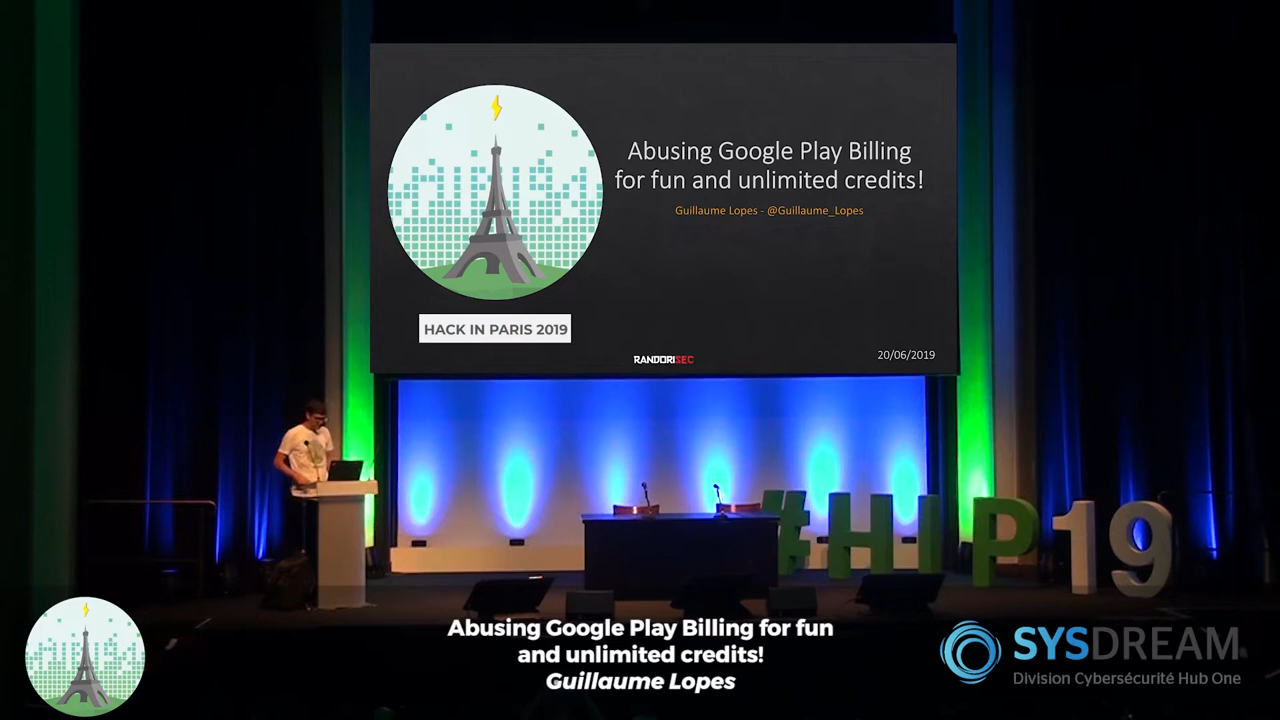 Abusing Google Play Billing
for fun and unlimited credits!
Guillaume Lopes - @Guillaume_Lopes
HACK IN PARIS 2019
RANDORISEC
20/06/2019
#HIP19
Abusing Google Play Billing for fun
and unlimited credits!
Guillaume Lopes
SYSDREAM
Division Cybersécurité Hub One